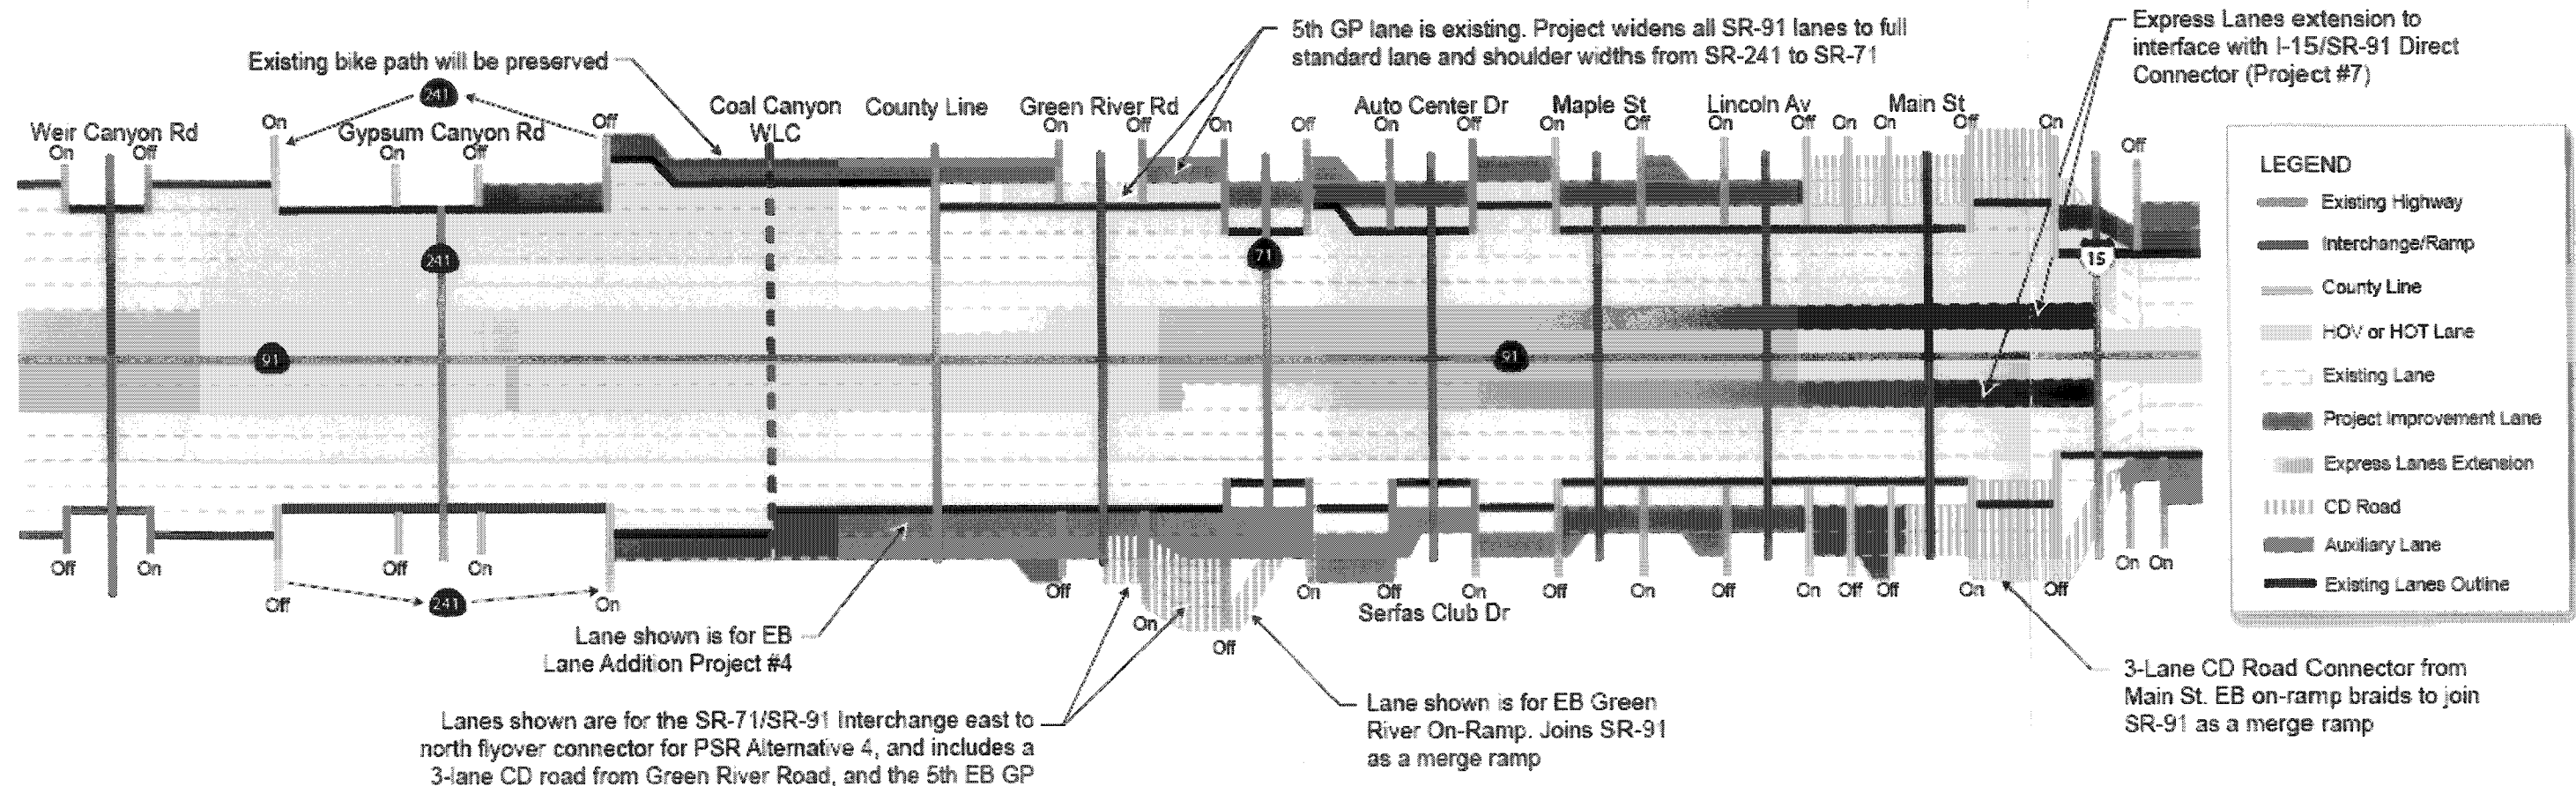 5th GP lane is existing. Project widens all SR-91 lanes to full
standard lane and shoulder widths from SR-241 to SR-71
Express Lanes extension to
interface with I-15/SR-91 Direct
Connector (Project #7)
Existing bike path will be preserved
241
Weir Canyon Rd
Gypsum Canyon Rd
Coal Canyon
WLC
County Line
Green River Rd
Auto Center Dr
Maple St
Lincoln Av
Main St
On Off On On Off Off On Off On Off On Off On Off On Off On On Off On Off
241
71
15
91
91
LEGEND
Existing Highway
Interchange/Ramp
County Line
HOV or HOT Lane
Existing Lane
Project Improvement Lane
Express Lanes Extension
CD Road
Auxiliary Lane
Existing Lanes Outline
Off On Off Off On On Off On Off On Off On Off On Off On Off Off On Off On On
241
Serfas Club Dr
Lane shown is for EB
Lane Addition Project #4
Lanes shown are for the SR-71/SR-91 Interchange east to
north flyover connector for PSR Alternative 4, and includes a
3-lane CD road from Green River Road, and the 5th EB GP
Lane shown is for EB Green
River On-Ramp. Joins SR-91
as a merge ramp
3-Lane CD Road Connector from
Main St. EB on-ramp braids to join
SR-91 as a merge ramp